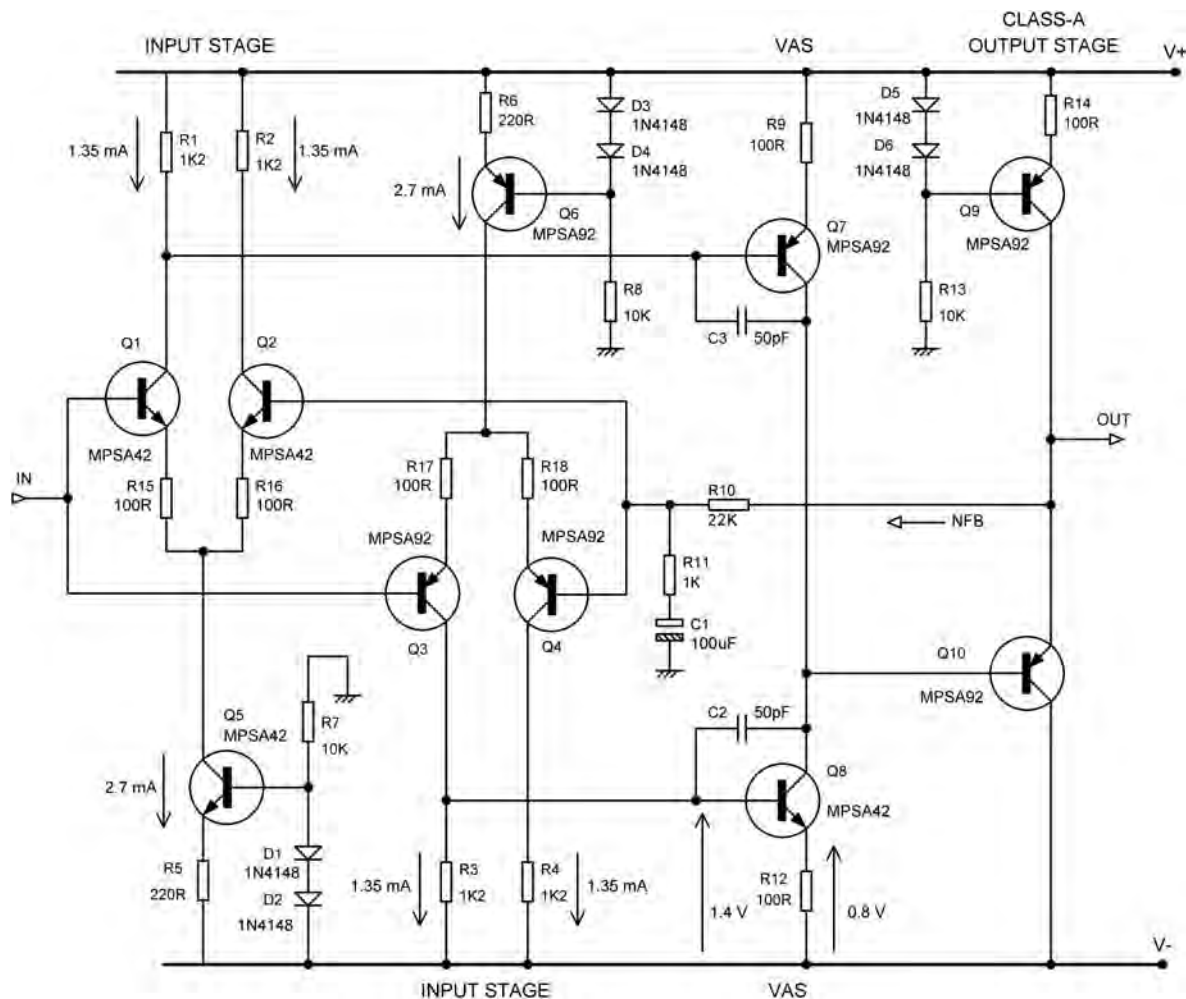 CLASS-A
INPUT STAGE
VAS
OUTPUT STAGE
V+
R6
220R
D3
1N4148
D4
1N4148
R9
100R
D5
1N4148
D6
1N4148
R14
100R
1.35 mA
R1
1K2
R2
1K2
1.35 mA
2.7 mA
Q6
MPSA92
Q7
MPSA92
Q9
MPSA92
R8
10K
C3
50pF
R13
10K
Q1
MPSA42
Q2
MPSA42
OUT
IN
R15
100R
R16
100R
R17
100R
R18
100R
R10
22K
NFB
MPSA92
Q3
MPSA92
Q4
R11
1K
C1
100uF
Q10
MPSA92
Q5
MPSA42
R7
10K
C2
50pF
2.7 mA
Q8
MPSA42
R5
220R
D1
1N4148
D2
1N4148
1.35 mA
R3
1K2
R4
1K2
1.35 mA
1.4 V
R12
100R
0.8 V
V-
INPUT STAGE
VAS